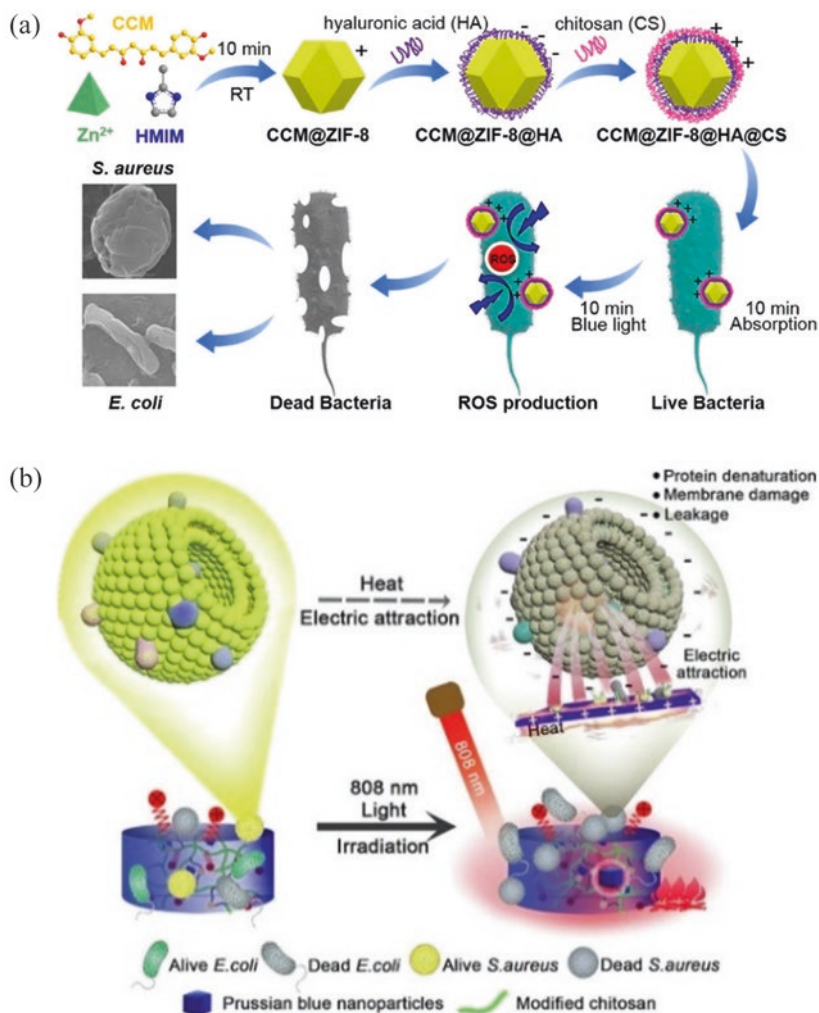 (a)
CCM
hyaluronic acid (HA)
chitosan (CS)
10 min
RT
Zn2+
HMIM
CCM@ZIF-8
CCM@ZIF-8@HA
CCM@ZIF-8@HA@CS
S. aureus
ROS
10 min
Blue light
10 min
Absorption
E. coli
Dead Bacteria
ROS production
Live Bacteria
(b)
• Protein denaturation
• Membrane damage
• Leakage
Heat
Electric attraction
Electric
attraction
Heat
808 nm
808 nm
Light
Irradiation
Alive E.coli
Dead E.coli
Alive S.aureus
Dead S.aureus
Prussian blue nanoparticles
Modified chitosan